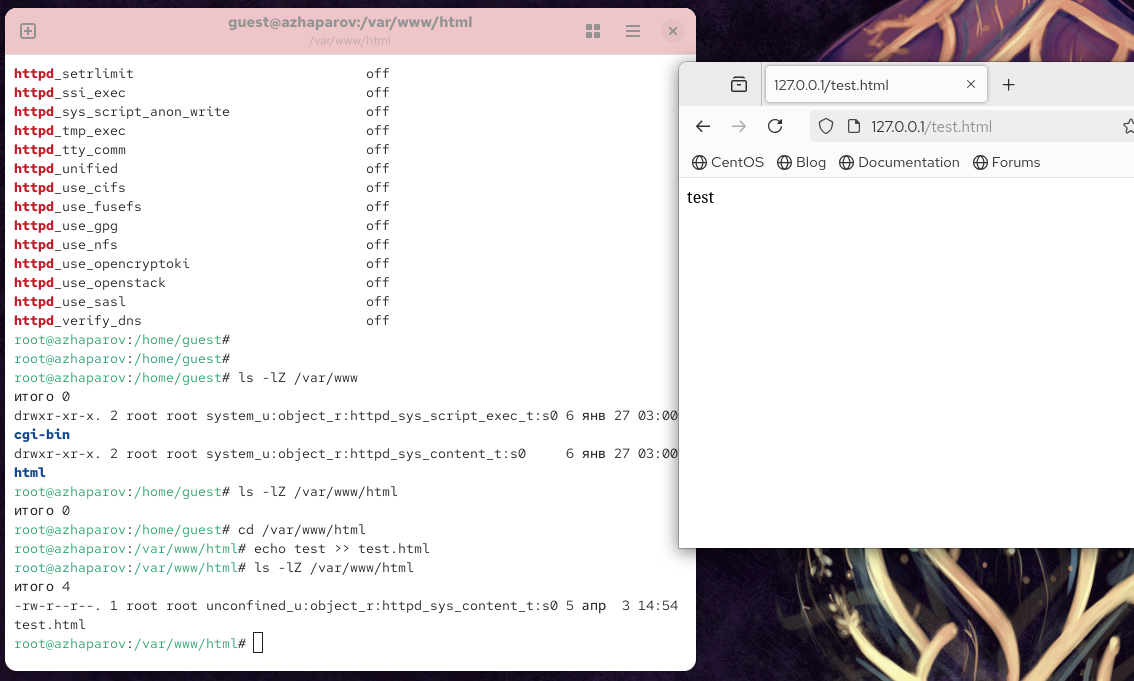 guest@azhaparov:/var/www/html
/var/www/html
httpd_setrlimit off
httpd_ssi_exec off
httpd_sys_script_anon_write off
httpd_tmp_exec off
httpd_tty_comm off
httpd_unified off
httpd_use_cifs off
httpd_use_fusefs off
httpd_use_gpg off
httpd_use_nfs off
httpd_use_opencryptoki off
httpd_use_openstack off
httpd_use_sasl off
httpd_verify_dns off
root@azhaparov:/home/guest#
root@azhaparov:/home/guest#
root@azhaparov:/home/guest# ls -lZ /var/www
итого 0
drwxr-xr-x. 2 root root system_u:object_r:httpd_sys_script_exec_t:s0 6 янв 27 03:00
cgi-bin
drwxr-xr-x. 2 root root system_u:object_r:httpd_sys_content_t:s0 6 янв 27 03:00
html
root@azhaparov:/home/guest# ls -lZ /var/www/html
итого 0
root@azhaparov:/home/guest# cd /var/www/html
root@azhaparov:/var/www/html# echo test >> test.html
root@azhaparov:/var/www/html# ls -lZ /var/www/html
итого 4
-rw-r--r--. 1 root root unconfined_u:object_r:httpd_sys_content_t:s0 5 апр 3 14:54
test.html
root@azhaparov:/var/www/html#
127.0.0.1/test.html
127.0.0.1/test.html
CentOS Blog Documentation Forums
test